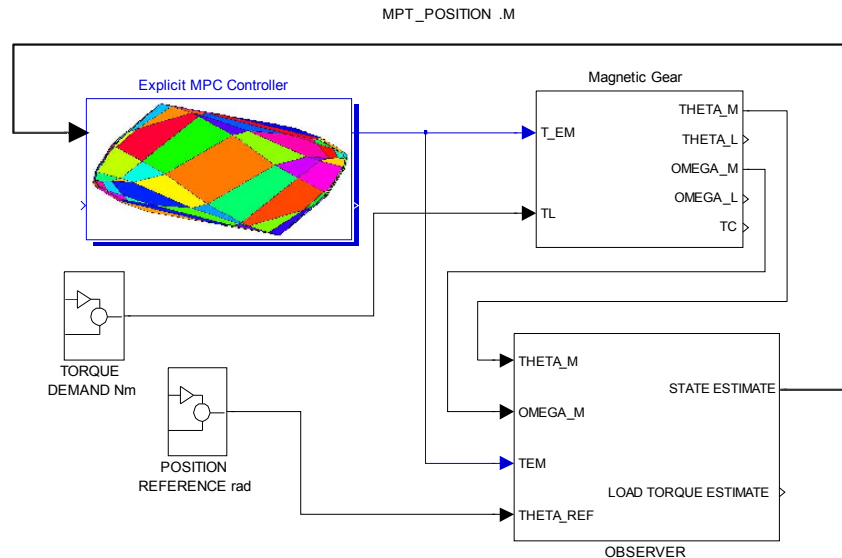 MPT_POSITION .M
Explicit MPC Controller
Magnetic Gear
T_EM
TL
THETA_M
THETA_L
OMEGA_M
OMEGA_L
TC
TORQUE
DEMAND Nm
POSITION
REFERENCE rad
THETA_M
OMEGA_M
TEM
THETA_REF
STATE ESTIMATE
LOAD TORQUE ESTIMATE
OBSERVER